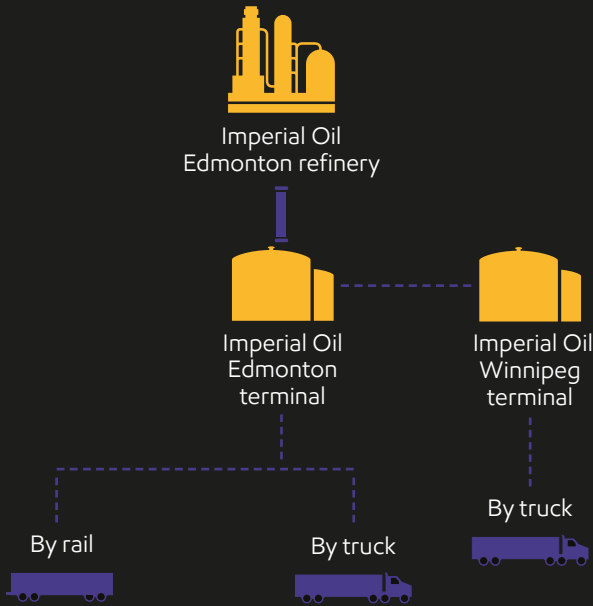 Imperial Oil
Edmonton refinery
Imperial Oil
Edmonton
terminal
Imperial Oil
Winnipeg
terminal
By rail
By truck
By truck